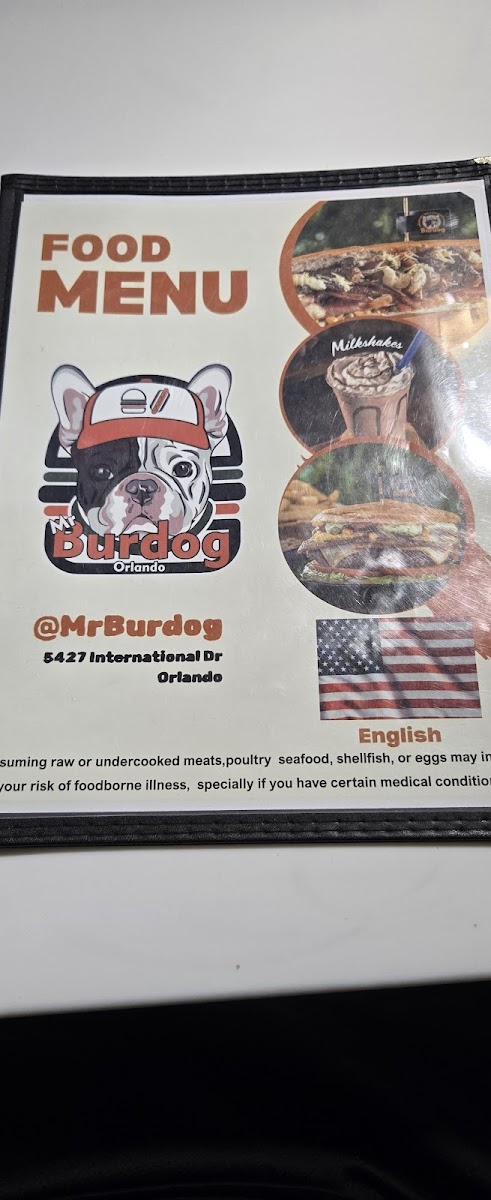 FOOD
MENU
Burdog
Milkshakes
Mr
Burdog
Orlando
@MrBurdog
5427 International Dr
Orlando
English
suming raw or undercooked meats,poultry seafood, shellfish, or eggs may in
your risk of foodborne illness, specially if you have certain medical condition